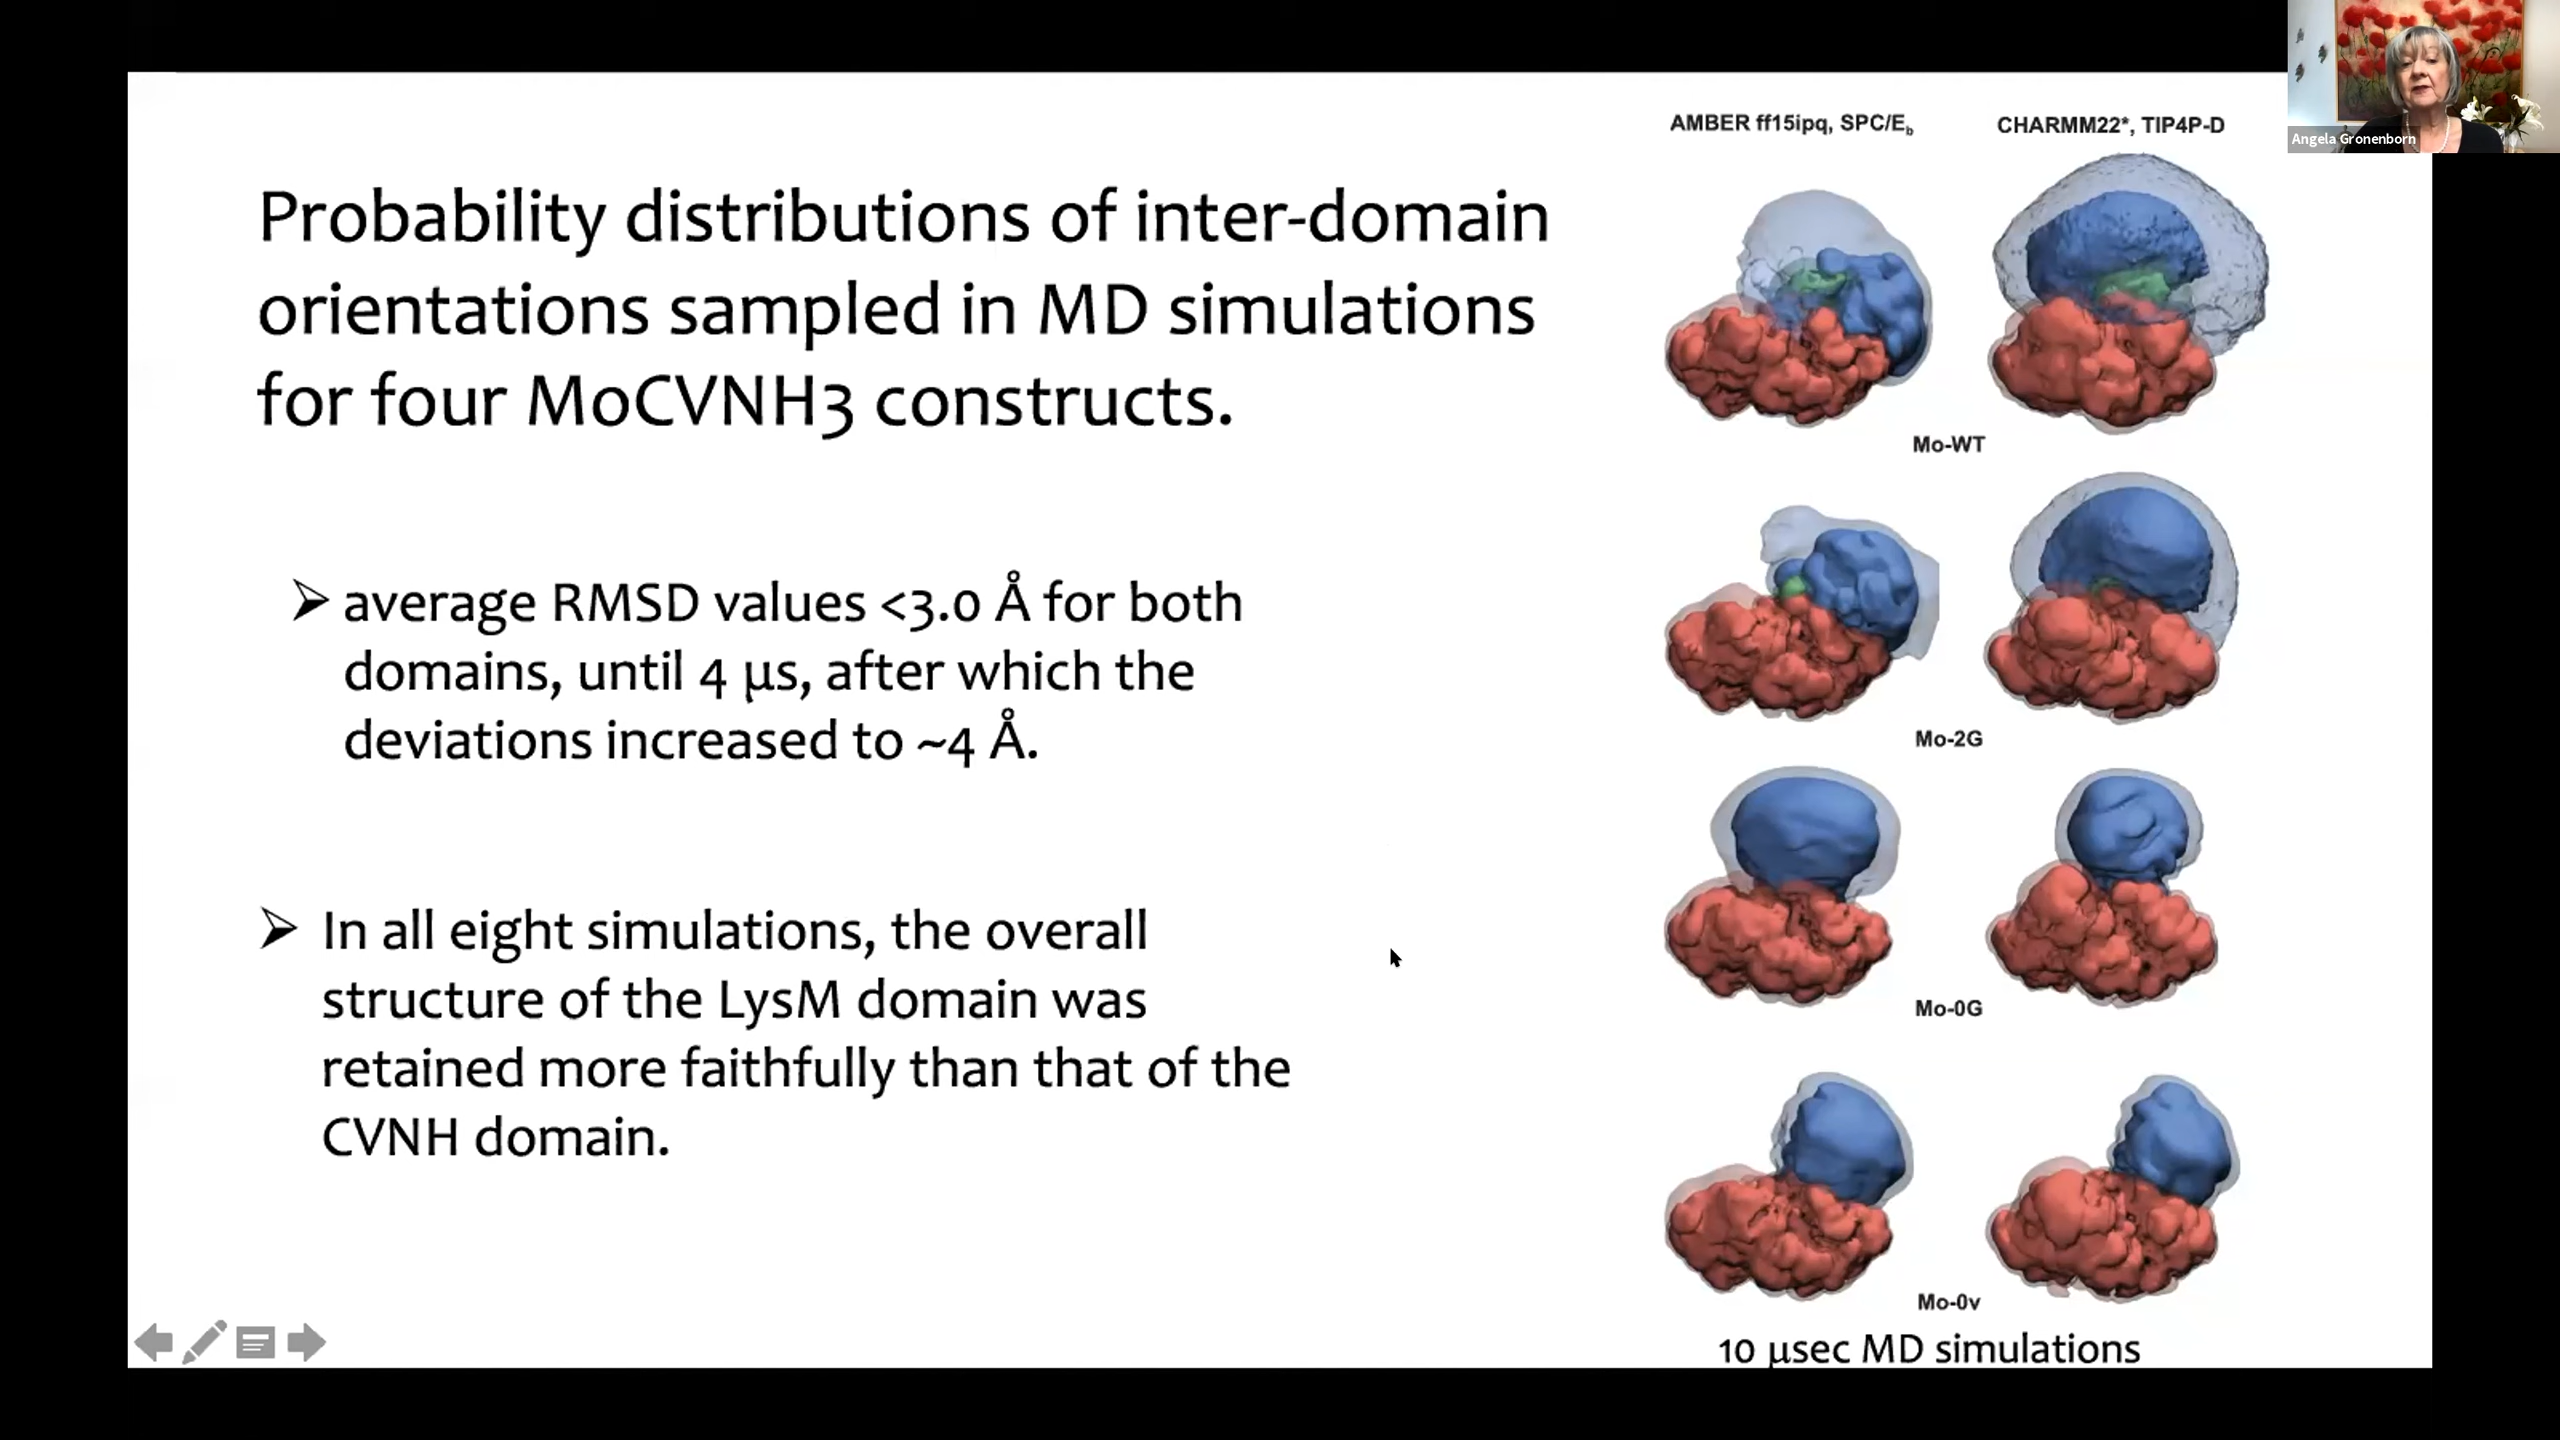 Probability distributions of inter-domain
orientations sampled in MD simulations
for four MoCVNH3 constructs.
➢ average RMSD values <3.0 Å for both
domains, until 4 μs, after which the
deviations increased to ~4 Å.
➢ In all eight simulations, the overall
structure of the LysM domain was
retained more faithfully than that of the
CVNH domain.
AMBER ff15ipq, SPC/Eb
CHARMM22*, TIP4P-D
Mo-WT
Mo-2G
Mo-0G
Mo-0v
10 μsec MD simulations
Angela Gronenborn